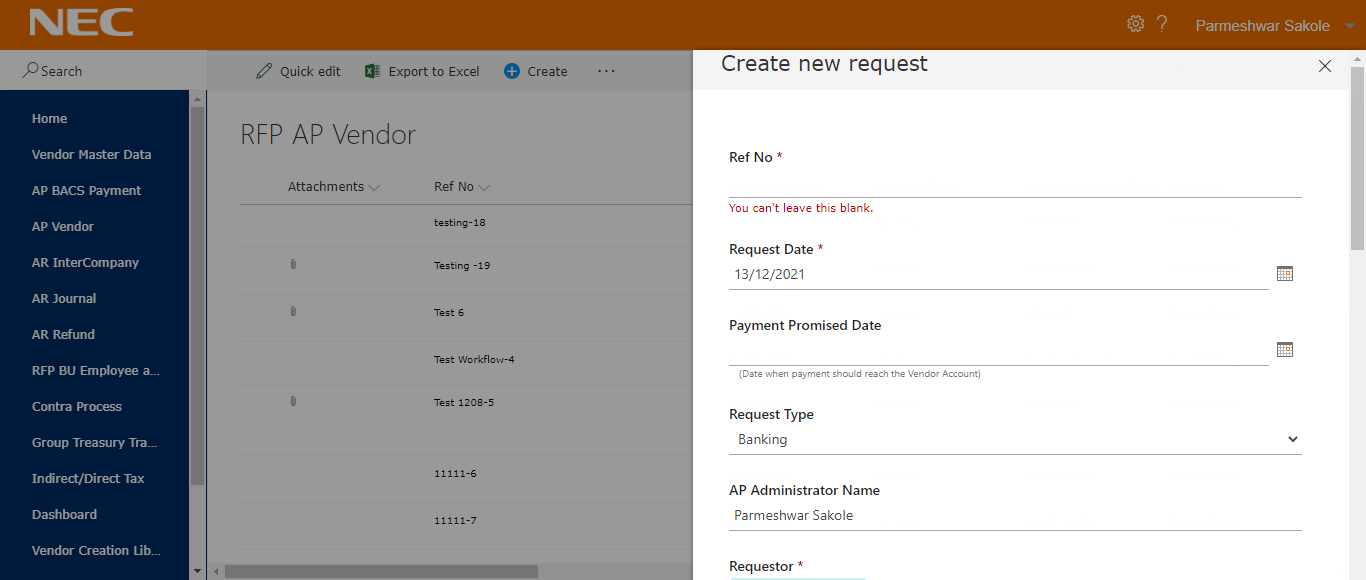 NEC
? Parmeshwar Sakole
Search
Quick edit Export to Excel Create ...
Home
Vendor Master Data
AP BACS Payment
AP Vendor
AR InterCompany
AR Journal
AR Refund
RFP BU Employee a...
Contra Process
Group Treasury Tra...
Indirect/Direct Tax
Dashboard
Vendor Creation Lib...
RFP AP Vendor
Attachments Ref No
testing-18
Testing -19
Test 6
Test Workflow-4
Test 1208-5
11111-6
11111-7
Create new request
Ref No *
You can't leave this blank.
Request Date *
13/12/2021
Payment Promised Date
(Date when payment should reach the Vendor Account)
Request Type
Banking
AP Administrator Name
Parmeshwar Sakole
Requestor *